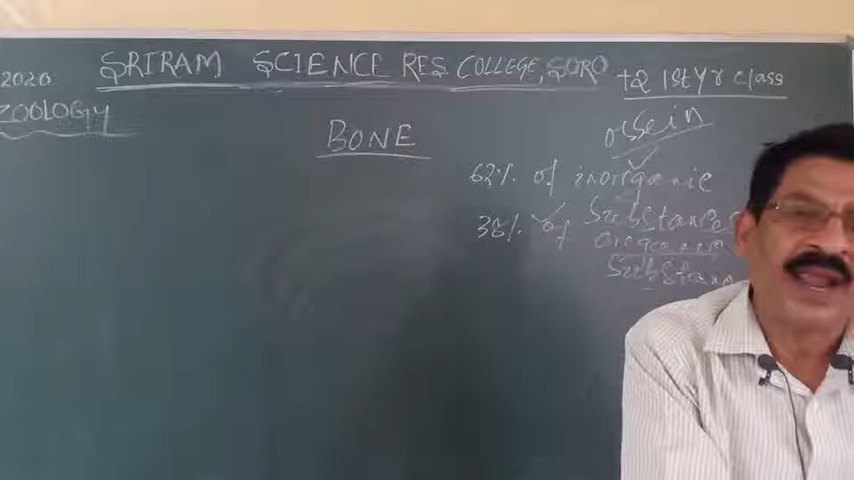 2020
SRIRAM SCIENCE RES. COLLEGE, SORO
+2 1st Yr class
ZOOLOGY
BONE
ossein
62% of inorganic
Substance
38% of organic
Substance